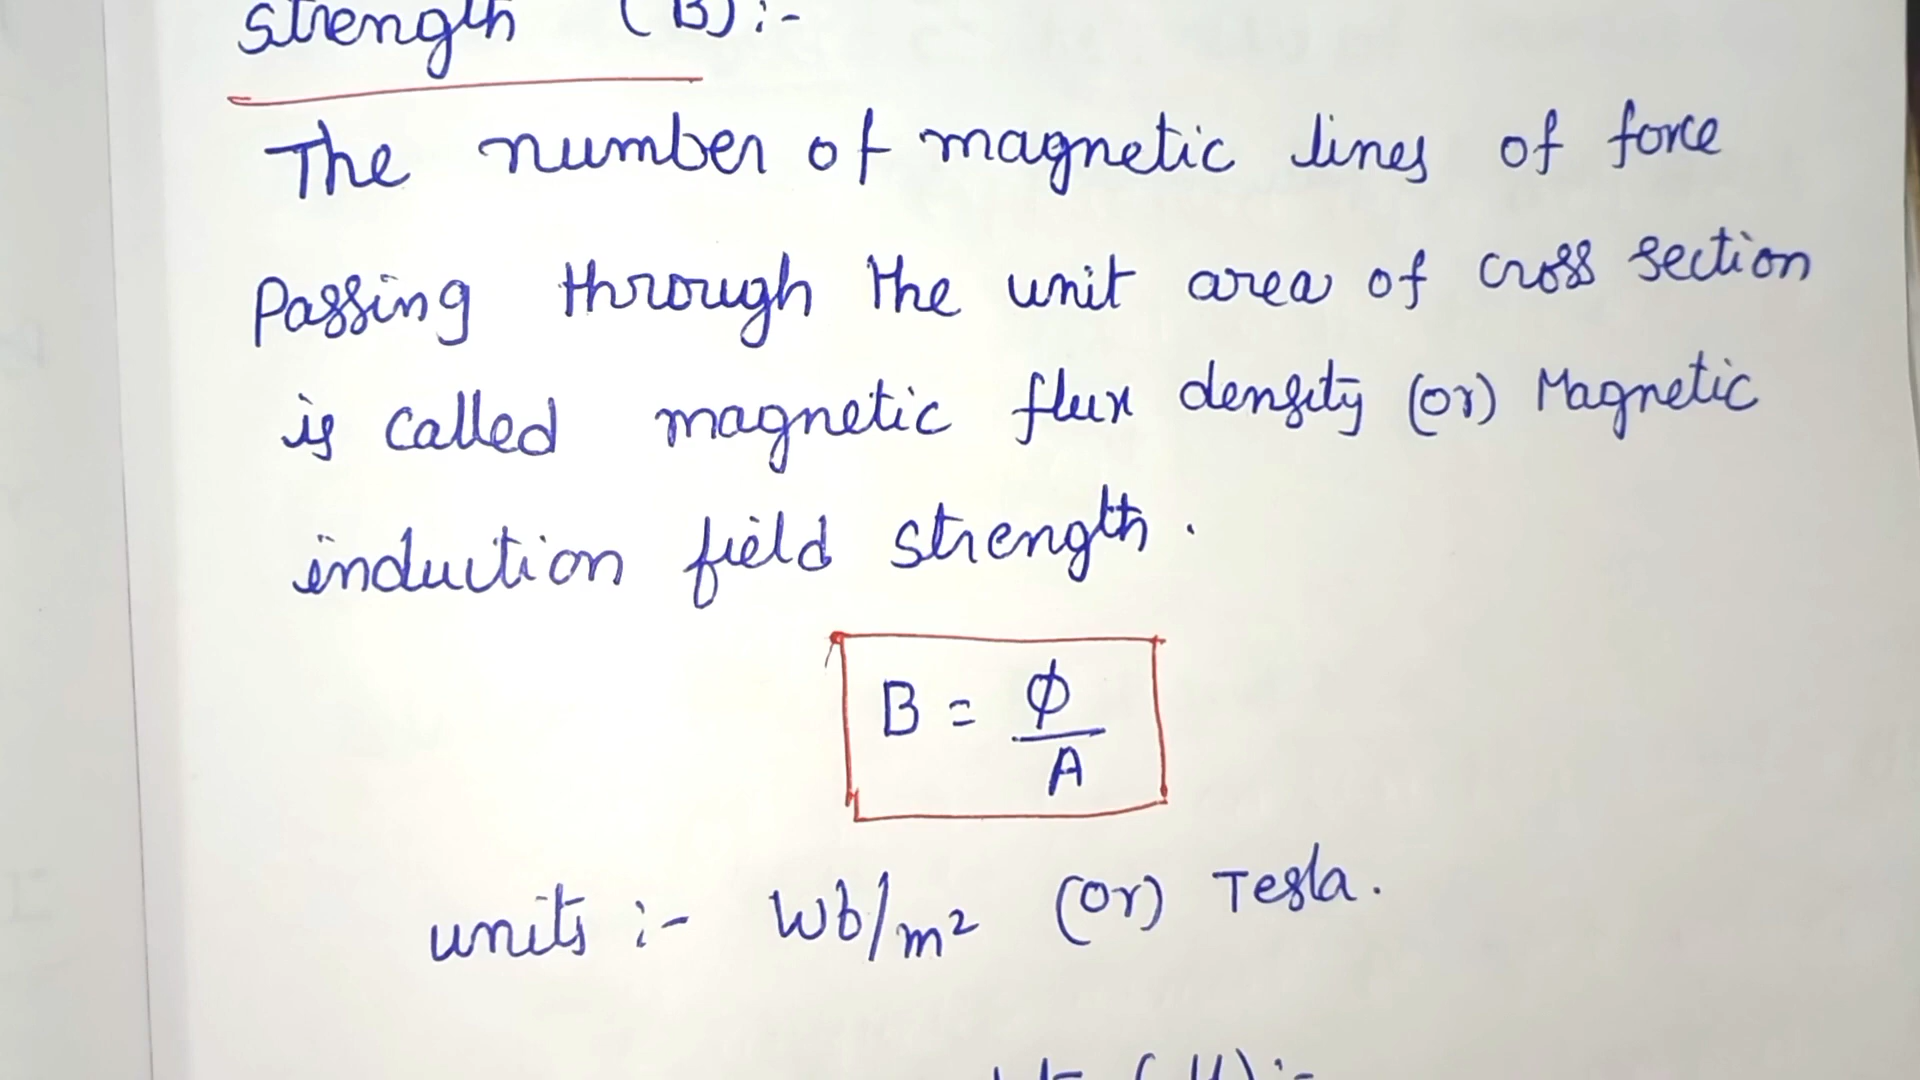 strength (B):-
The number of magnetic lines of force
Passing through the unit area of cross section
is called magnetic flux density (or) Magnetic
induction field strength.
B = Φ/A
units :- Wb/m² (or) Tesla.
(H):-